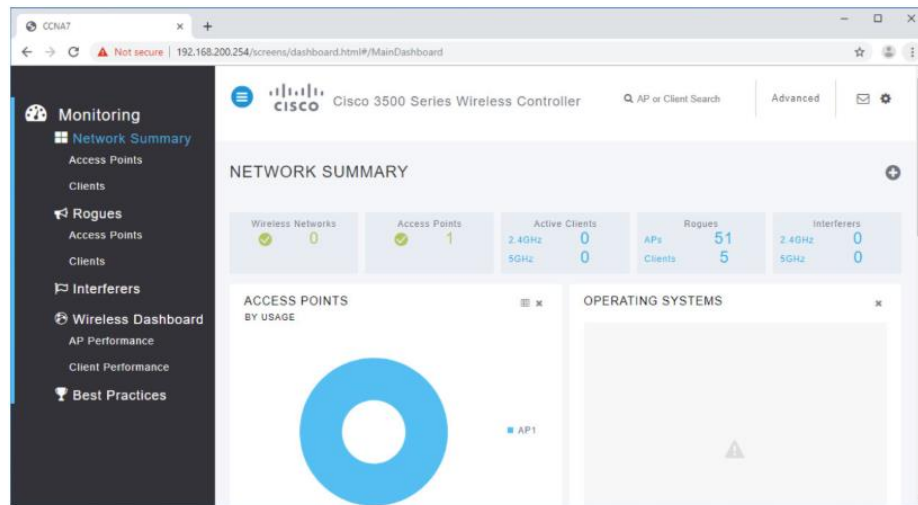 CCNA7
Not secure | 192.168.200.254/screens/dashboard.html#/MainDashboard
Monitoring
Network Summary
Access Points
Clients
Rogues
Access Points
Clients
Interferers
Wireless Dashboard
AP Performance
Client Performance
Best Practices
CISCO Cisco 3500 Series Wireless Controller
AP or Client Search
Advanced
NETWORK SUMMARY
Wireless Networks
0
Access Points
1
Active Clients
2.4GHz 0
5GHz 0
Rogues
APs 51
Clients 5
Interferers
2.4GHz 0
5GHz 0
ACCESS POINTS
BY USAGE
AP1
OPERATING SYSTEMS